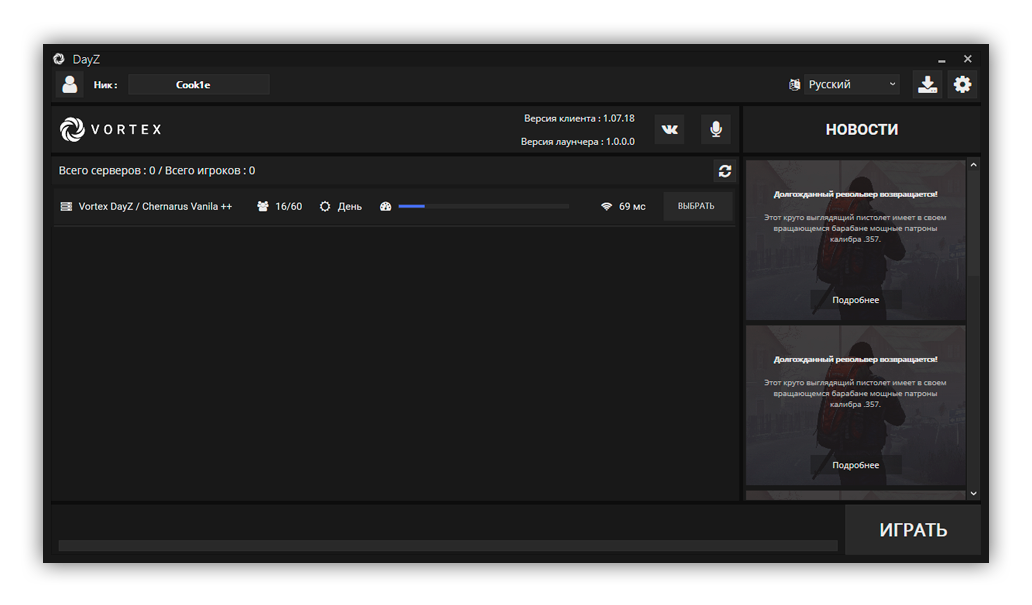 DayZ
Ник : Cook1e Русский
VORTEX
Версия клиента : 1.07.18
Версия лаунчера : 1.0.0.0
НОВОСТИ
Всего серверов : 0 / Всего игроков : 0
Vortex DayZ / Chernarus Vanila ++ 16/60 День 69 мс ВЫБРАТЬ
Долгожданный револьвер возвращается!
Этот круто выглядящий пистолет имеет в своем
вращающемся барабане мощные патроны
калибра .357.
Подробнее
Долгожданный револьвер возвращается!
Этот круто выглядящий пистолет имеет в своем
вращающемся барабане мощные патроны
калибра .357.
Подробнее
ИГРАТЬ